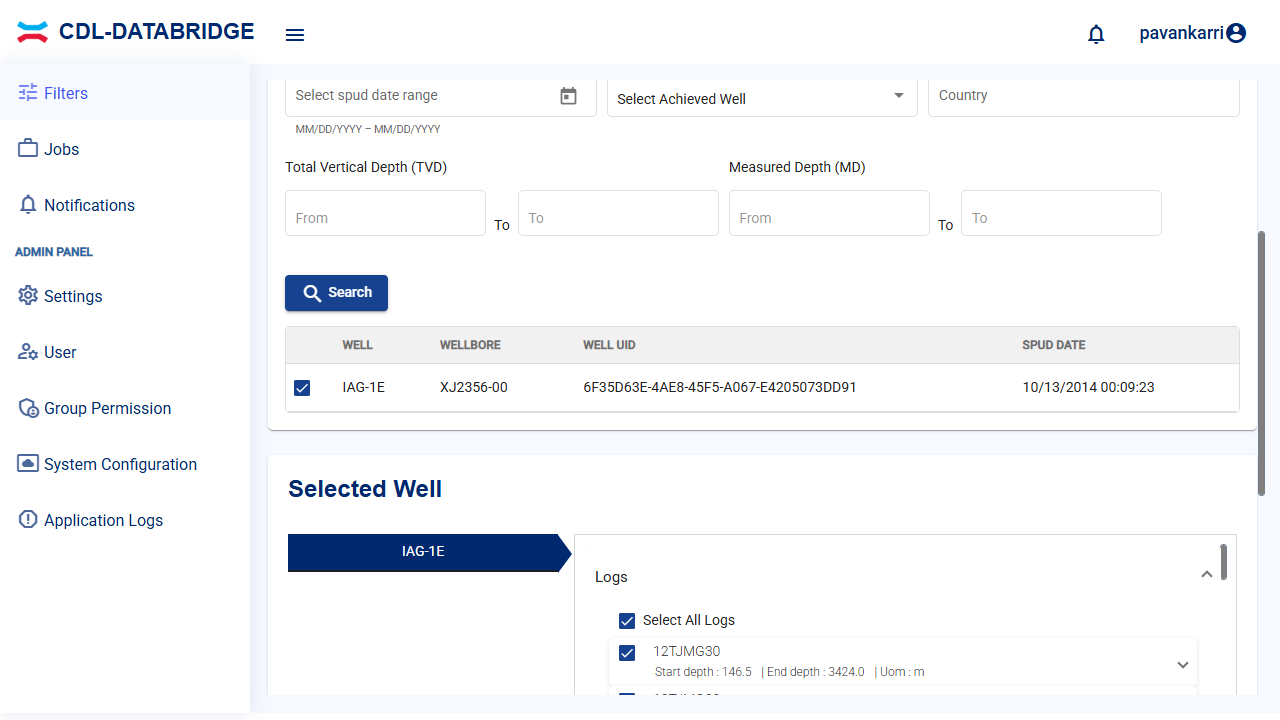 CDL-DATABRIDGE
pavankarri
Filters
Jobs
Notifications
ADMIN PANEL
Settings
User
Group Permission
System Configuration
Application Logs
Select spud date range
Select Achieved Well
Country
MM/DD/YYYY – MM/DD/YYYY
Total Vertical Depth (TVD)
Measured Depth (MD)
From
To
To
From
To
To
Search
WELL WELLBORE WELL UID SPUD DATE
IAG-1E XJ2356-00 6F35D63E-4AE8-45F5-A067-E4205073DD91 10/13/2014 00:09:23
Selected Well
IAG-1E
Logs
Select All Logs
12TJMG30
Start depth : 146.5 | End depth : 3424.0 | Uom : m